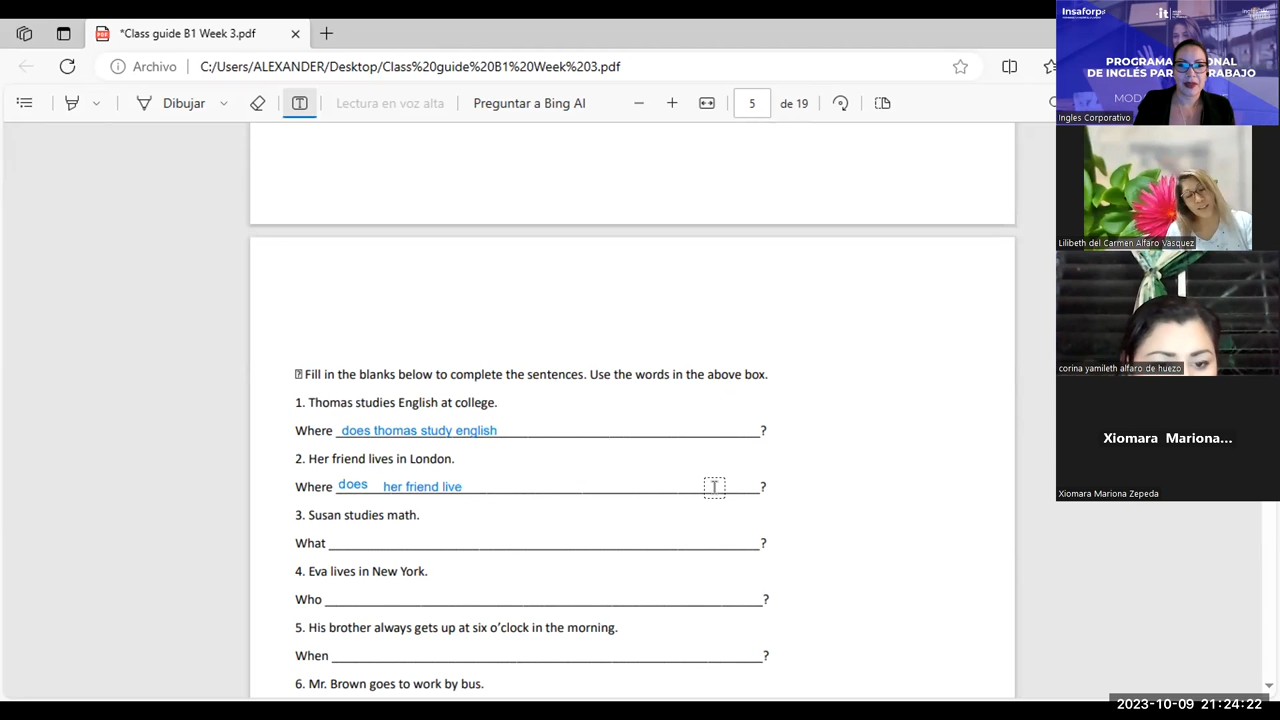 *Class guide B1 Week 3.pdf
Archivo
C:/Users/ALEXANDER/Desktop/Class%20guide%20B1%20Week%203.pdf
Dibujar
Lectura en voz alta
Preguntar a Bing AI
5
de 19
Fill in the blanks below to complete the sentences. Use the words in the above box.
1. Thomas studies English at college.
Where does thomas study english ?
2. Her friend lives in London.
Where does her friend live ?
3. Susan studies math.
What ?
4. Eva lives in New York.
Who ?
5. His brother always gets up at six o'clock in the morning.
When ?
6. Mr. Brown goes to work by bus.
Insaforp
it
PROGRAMA
DE INGLÉS PAR TRABAJO
Ingles Corporativo
Lilibeth del Carmen Alfaro Vasquez
corina yamileth alfaro de huezo
Xiomara Mariona...
Xiomara Mariona Zepeda
2023-10-09 21:24:22